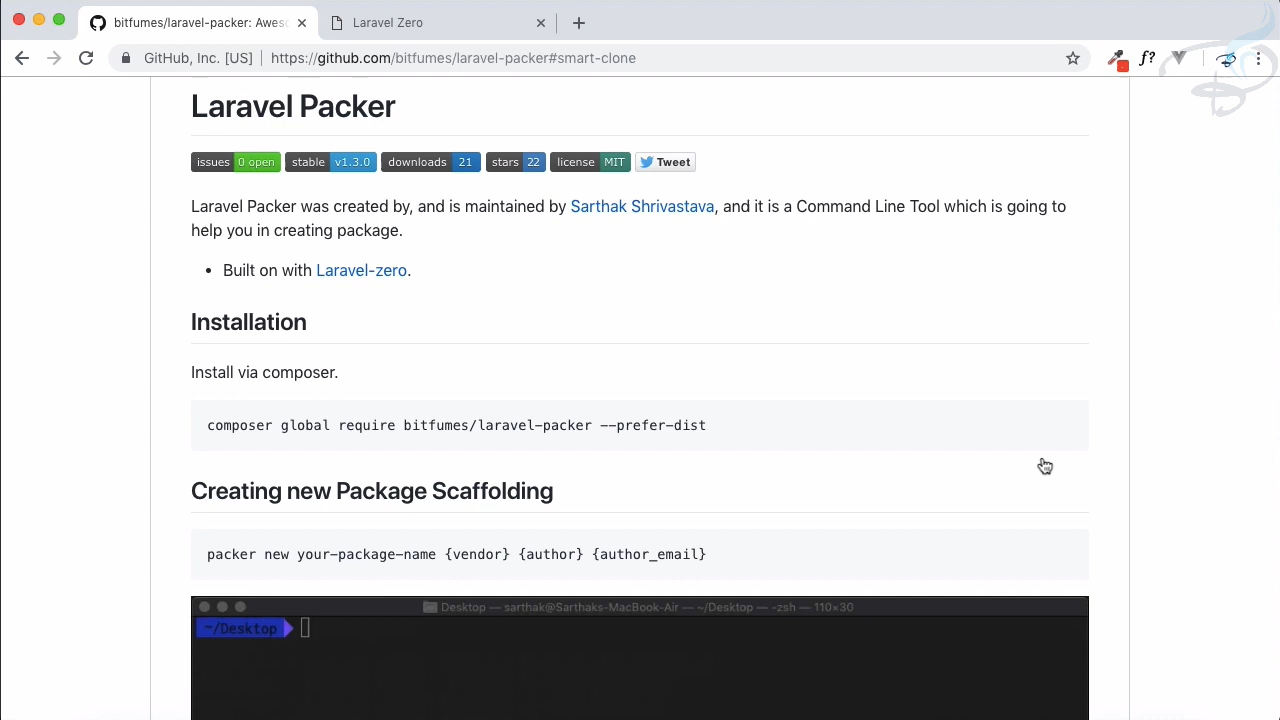 bitfumes/laravel-packer: Aweso
Laravel Zero
GitHub, Inc. [US]
https://github.com/bitfumes/laravel-packer#smart-clone
f?
Laravel Packer
issues 0 open stable v1.3.0 downloads 21 stars 22 license MIT Tweet
Laravel Packer was created by, and is maintained by Sarthak Shrivastava, and it is a Command Line Tool which is going to
help you in creating package.
• Built on with Laravel-zero.
Installation
Install via composer.
composer global require bitfumes/laravel-packer --prefer-dist
Creating new Package Scaffolding
packer new your-package-name {vendor} {author} {author_email}
Desktop — sarthak@Sarthaks-MacBook-Air — ~/Desktop — -zsh — 110×30
~/Desktop